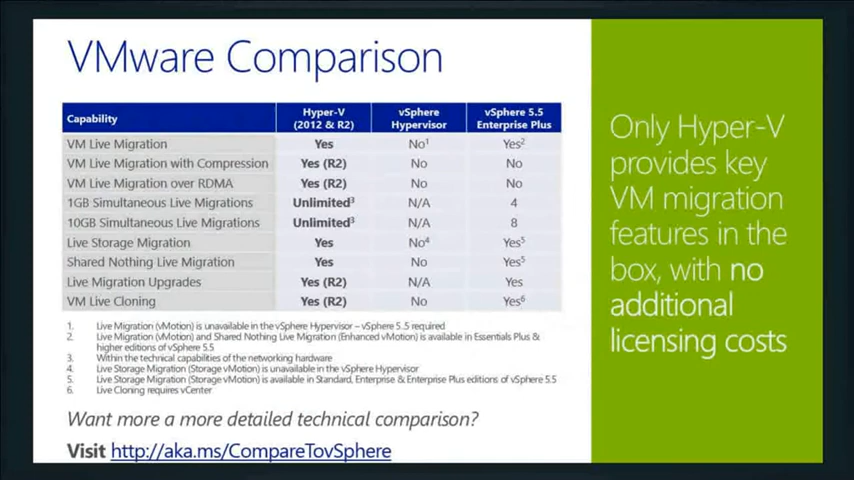 VMware Comparison
Capability Hyper-V (2012 & R2) vSphere Hypervisor vSphere 5.5 Enterprise Plus
VM Live Migration Yes No1 Yes2
VM Live Migration with Compression Yes (R2) No No
VM Live Migration over RDMA Yes (R2) No No
1GB Simultaneous Live Migrations Unlimited3 N/A 4
10GB Simultaneous Live Migrations Unlimited3 N/A 8
Live Storage Migration Yes No4 Yes5
Shared Nothing Live Migration Yes No Yes5
Live Migration Upgrades Yes (R2) N/A Yes
VM Live Cloning Yes (R2) No Yes6
1. Live Migration (vMotion) is unavailable in the vSphere Hypervisor – vSphere 5..5 required
2. Live Migration (vMotion) and Shared Nothing Live Migration (Enhanced vMotion) is available in Essentials Plus &
higher editions of vSphere 5.5
3. Within the technical capabilities of the networking hardware
4. Live Storage Migration (Storage vMotion) is unavailable in the vSphere Hypervisor
5. Live Storage Migration (Storage vMotion) is available in Standard, Enterprise & Enterprise Plus editions of vSphere 5.5
6. Live Cloning requires vCenter
Want more a more detailed technical comparison?
Visit http://aka.ms/CompareTovSphere
Only Hyper-V
provides key
VM migration
features in the
box, with no
additional
licensing costs